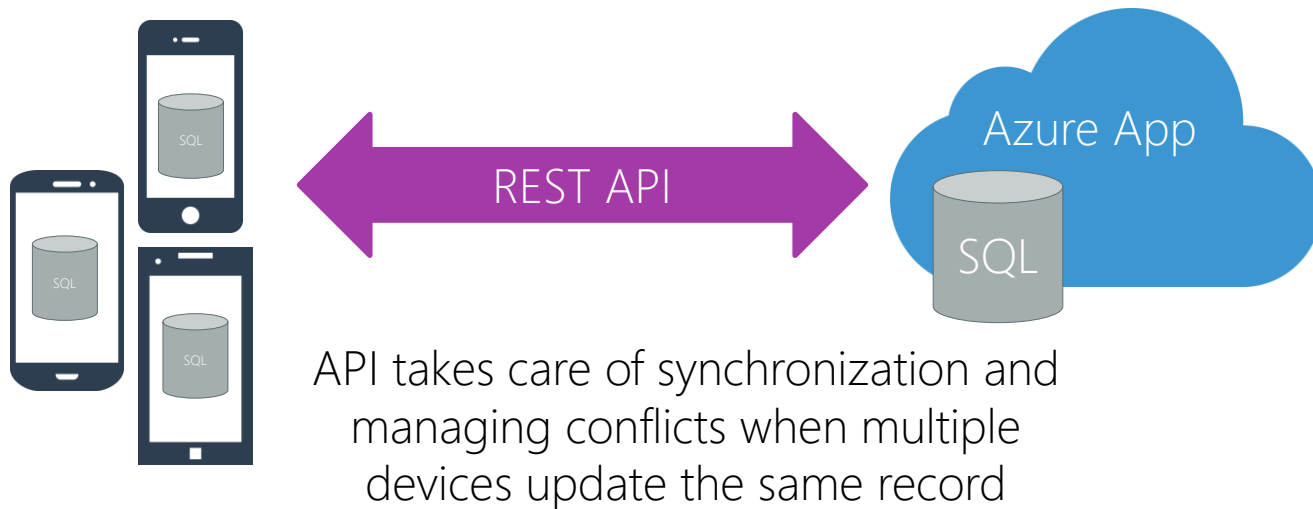 SQL
SQL
SQL
REST API
Azure App
SQL
API takes care of synchronization and
managing conflicts when multiple
devices update the same record